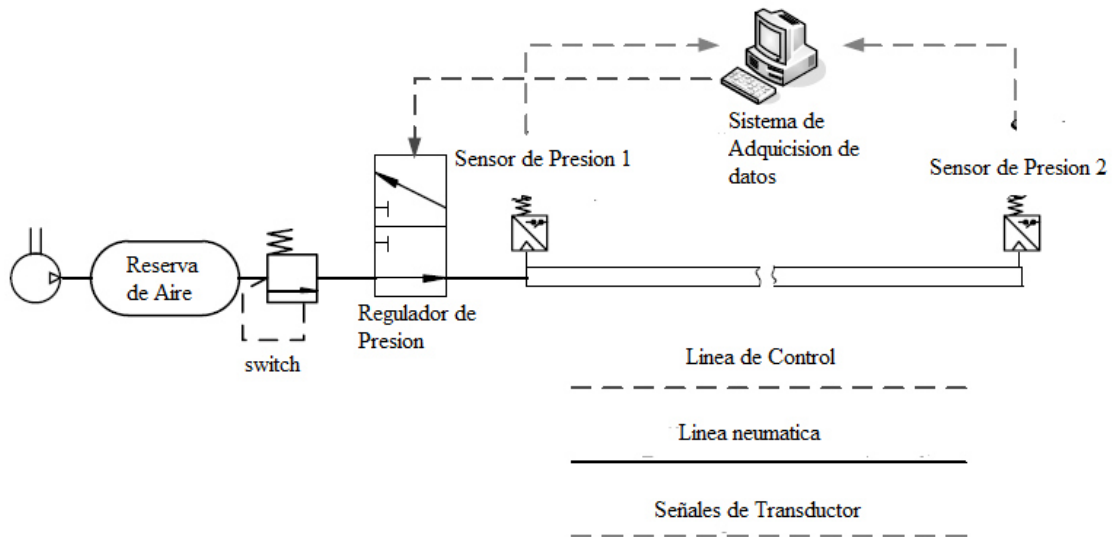 Sistema de
Adquicision de
datos
Sensor de Presion 1
Sensor de Presion 2
Reserva
de Aire
Regulador de
Presion
switch
Linea de Control
Linea neumatica
Señales de Transductor